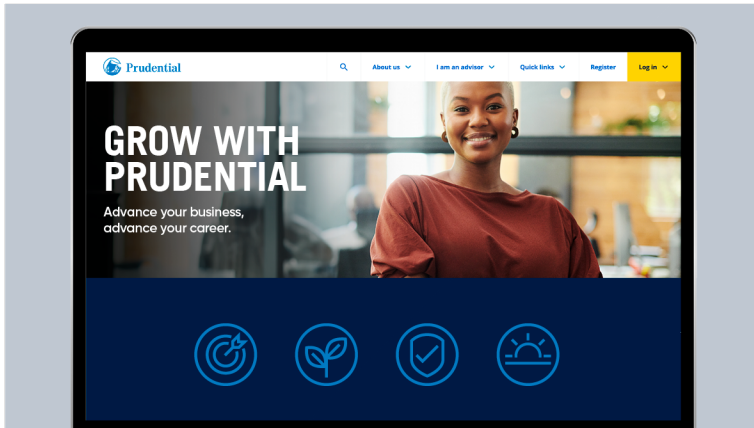 Prudential
About us
I am an advisor
Quick links
Register
Log in
GROW WITH
PRUDENTIAL
Advance your business,
advance your career.